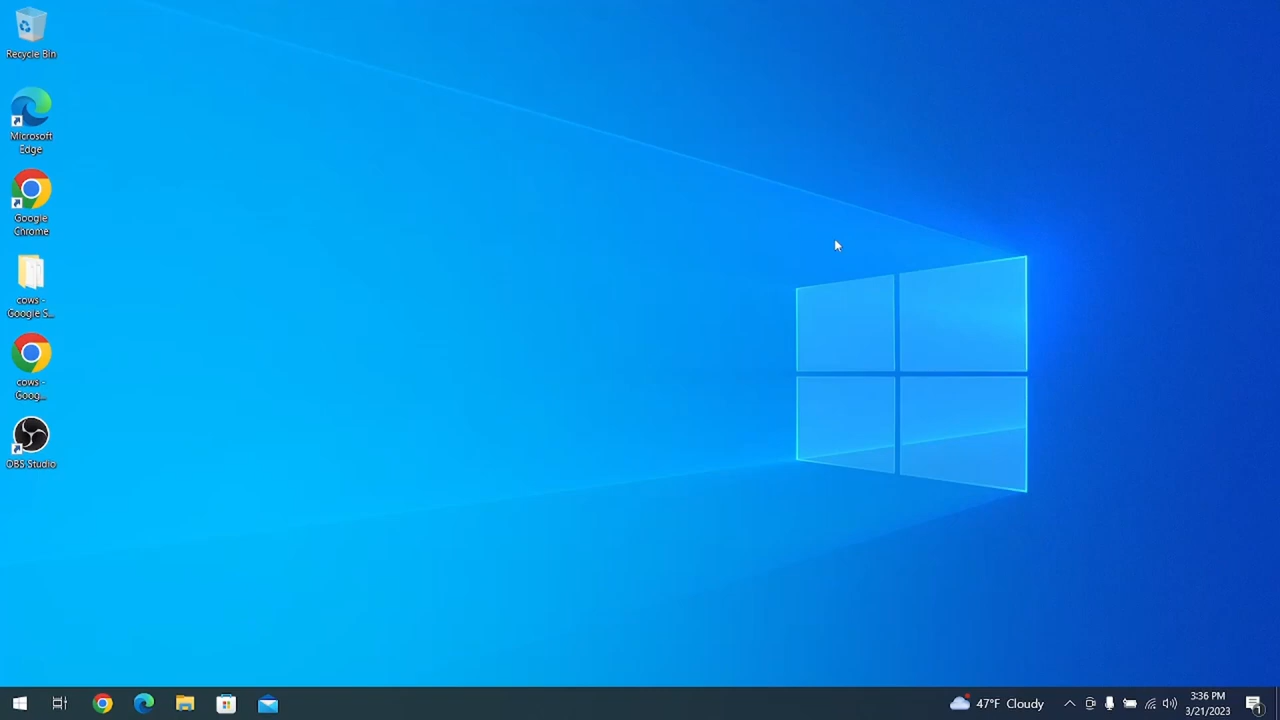 Recycle Bin
Microsoft
Edge
Google
Chrome
cows -
Google S...
cows -
Goog...
OBS Studio
47°F Cloudy
3:36 PM
3/21/2023
1